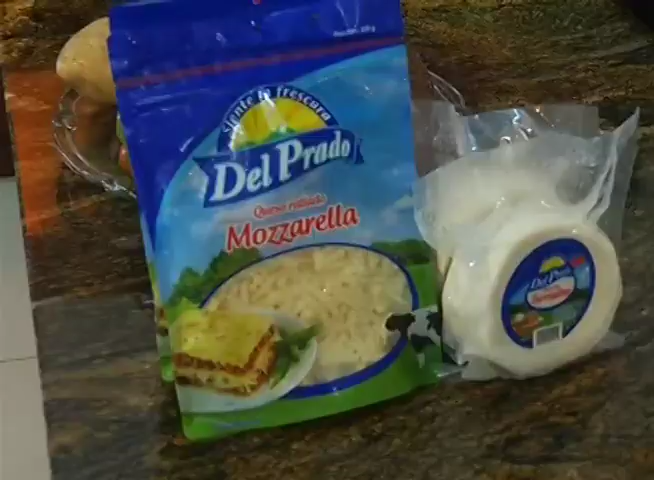 Siente la frescura
Del Prado
Queso rallado
Mozzarella
Del Prado